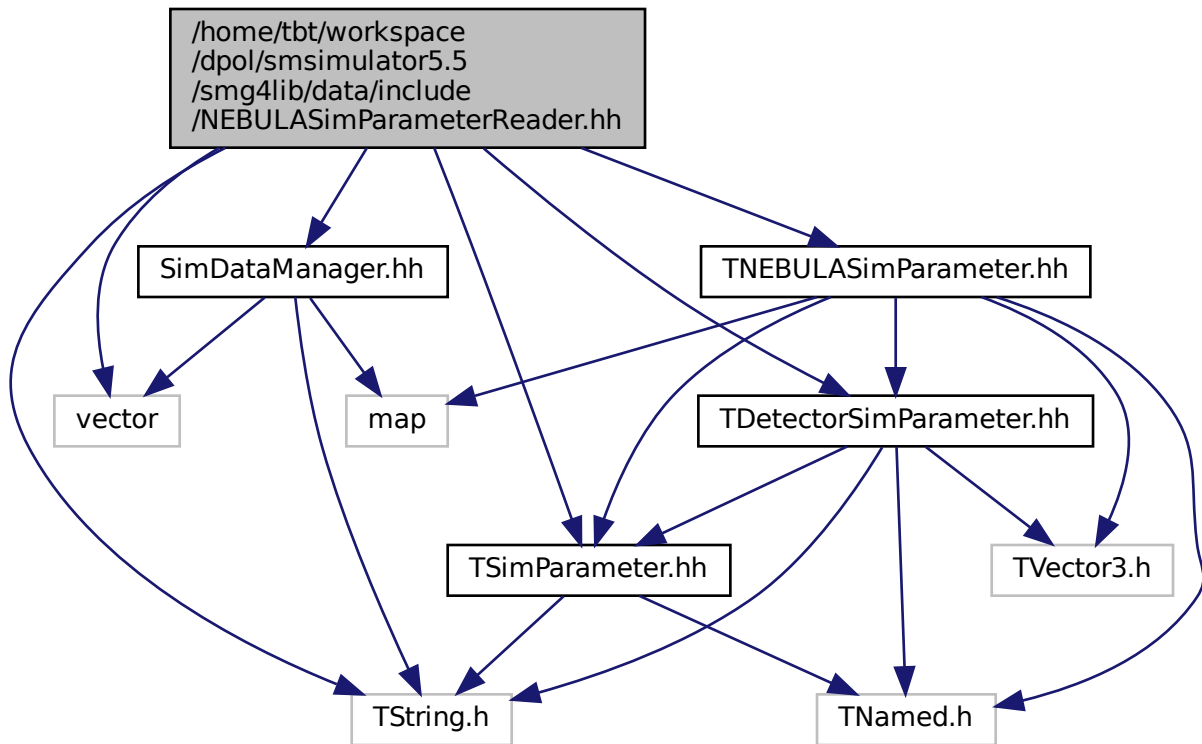 /home/tbt/workspace
/dpol/smsimulator5.5
/smg4lib/data/include
/NEBULASimParameterReader.hh
SimDataManager.hh
TNEBULASimParameter.hh
vector
map
TDetectorSimParameter.hh
TSimParameter.hh
TVector3.h
TString.h
TNamed.h